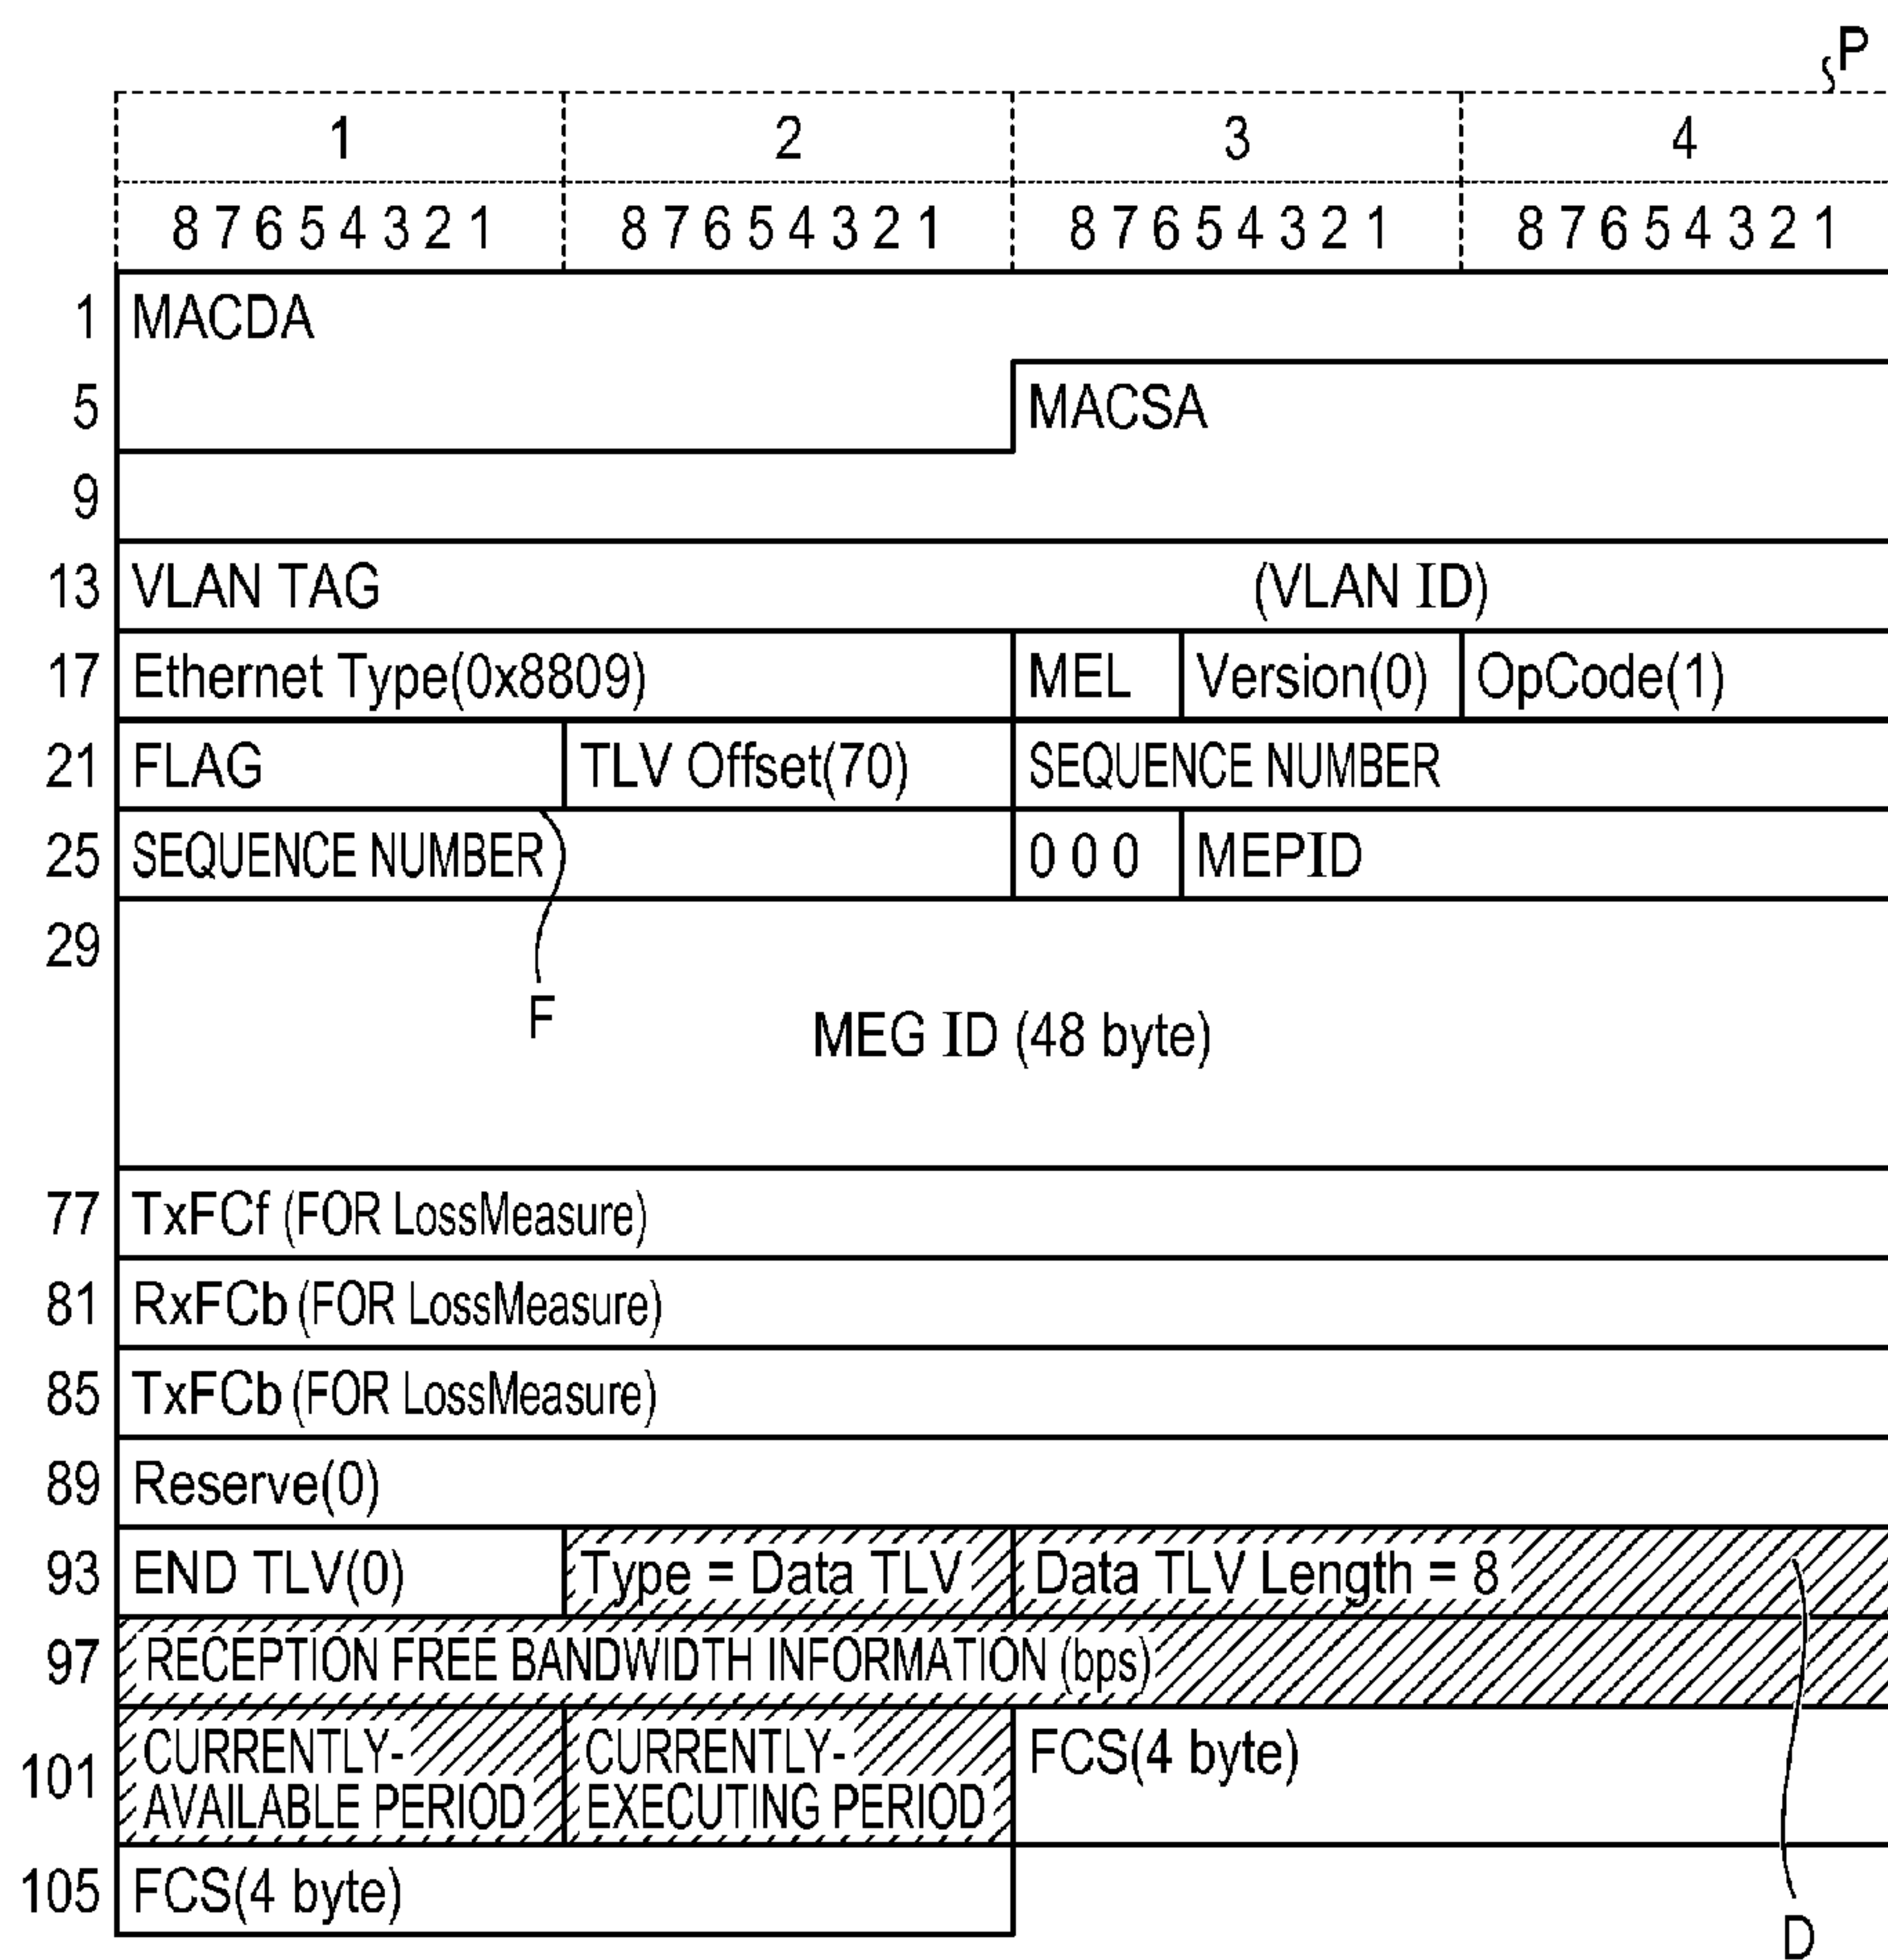 P
1 2 3 4
8 7 6 5 4 3 2 1 8 7 6 5 4 3 2 1 8 7 6 5 4 3 2 1 8 7 6 5 4 3 2 1
1 MACDA
5 MACSA
9
13 VLAN TAG (VLAN ID)
17 Ethernet Type(0x8809) MEL Version(0) OpCode(1)
21 FLAG TLV Offset(70) SEQUENCE NUMBER
25 SEQUENCE NUMBER 0 0 0 MEPID
29
F
MEG ID (48 byte)
77 TxFCf (FOR LossMeasure)
81 RxFCb (FOR LossMeasure)
85 TxFCb (FOR LossMeasure)
89 Reserve(0)
93 END TLV(0) Type = Data TLV Data TLV Length = 8
97 RECEPTION FREE BANDWIDTH INFORMATION (bps)
101 CURRENTLY-
AVAILABLE PERIOD
CURRENTLY-
EXECUTING PERIOD
FCS(4 byte)
105 FCS(4 byte)
D